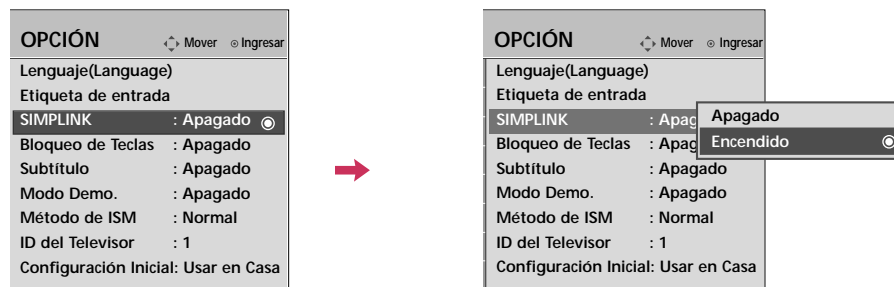 OPCIÓN Mover Ingresar
Lenguaje(Language)
Etiqueta de entrada
SIMPLINK : Apagado
Bloqueo de Teclas : Apagado
Subtítulo : Apagado
Modo Demo. : Apagado
Método de ISM : Normal
ID del Televisor : 1
Configuración Inicial: Usar en Casa
OPCIÓN Mover Ingresar
Lenguaje(Language)
Etiqueta de entrada
SIMPLINK : Apag
Bloqueo de Teclas : Apag
Subtítulo : Apagado
Modo Demo. : Apagado
Método de ISM : Normal
ID del Televisor : 1
Configuración Inicial: Usar en Casa
Apagado
Encendido